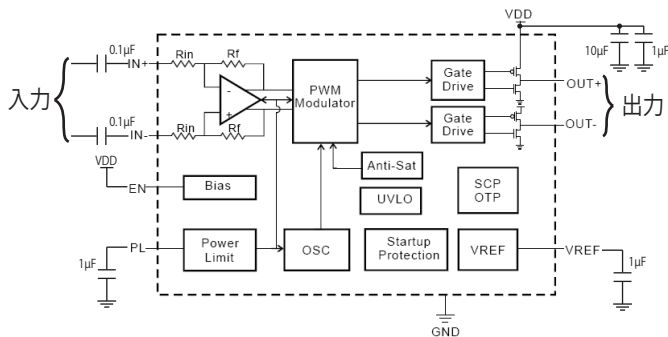 VDD
0.1μF
IN+
Rin
Rf
10μF
1μF
PWM
Modulator
Gate
Drive
OUT+
入力
-
+
出力
0.1μF
IN-
Rin
Rf
Gate
Drive
OUT-
VDD
EN
Bias
Anti-Sat
UVLO
SCP
OTP
PL
Power
Limit
OSC
Startup
Protection
VREF
VREF
1μF
1μF
GND